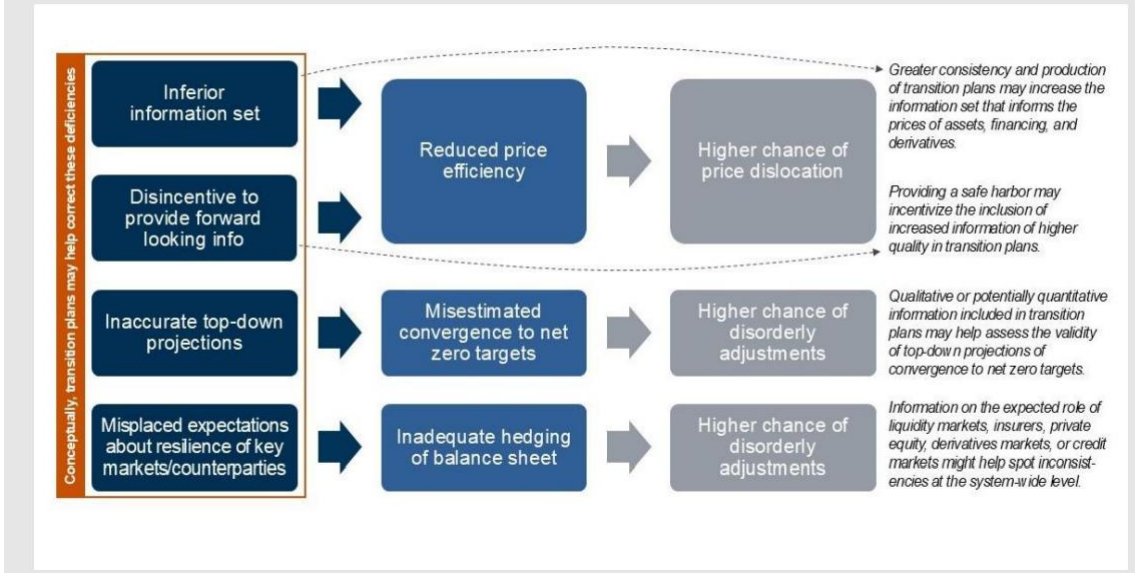 Conceptually, transition plans may help correct these deficiencies
Inferior
information set
Reduced price
efficiency
Higher chance of
price dislocation
Greater consistency and production
of transition plans may increase the
information set that informs the
prices of assets, financing, and
derivatives.
Disincentive to
provide forward
looking info
Providing a safe harbor may
incentivize the inclusion of
increased information of higher
quality in transition plans.
Inaccurate top-down
projections
Misestimated
convergence to net
zero targets
Higher chance of
disorderly
adjustments
Qualitative or potentially quantitative
information included in transition
plans may help assess the validity
of top-down projections of
convergence to net zero targets.
Misplaced expectations
about resilience of key
markets/counterparties
Inadequate hedging
of balance sheet
Higher chance of
disorderly
adjustments
Information on the expected role of
liquidity markets, insurers, private
equity, derivatives markets, or credit
markets might help spot inconsist-
encies at the system-wide level.